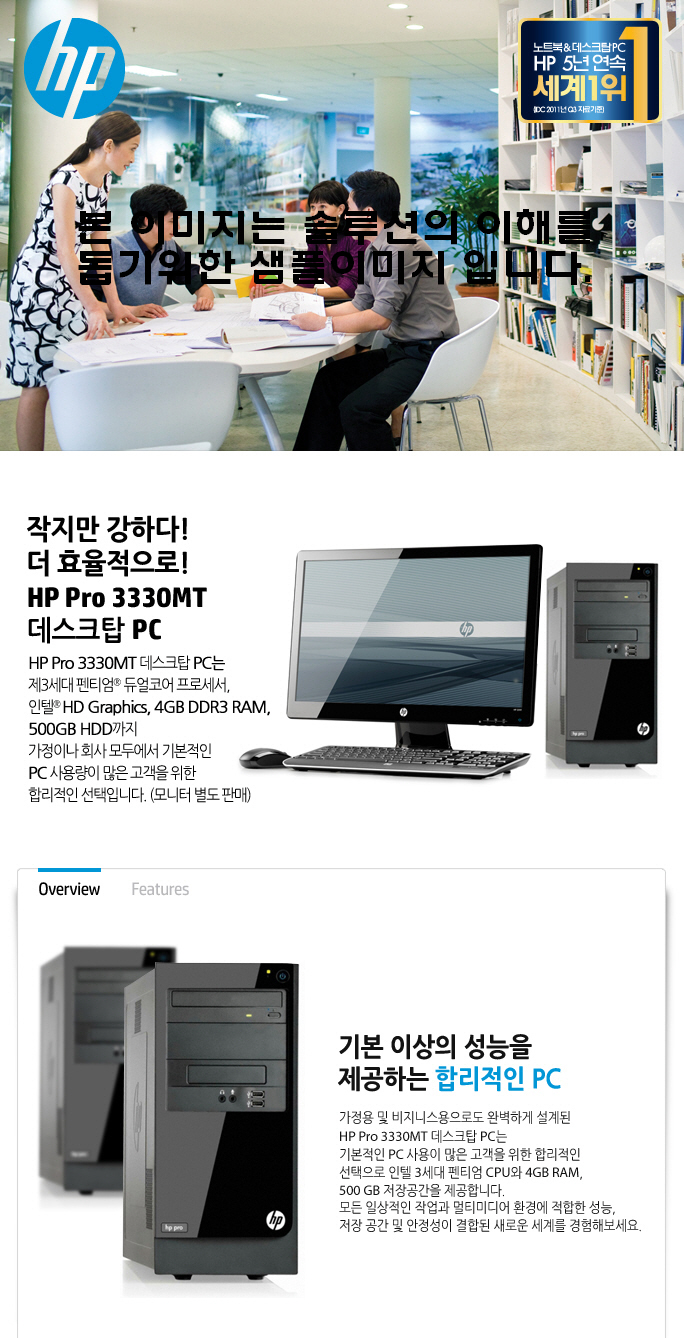 hp
노트북&데스크탑PC
HP 5년 연속
세계1위
(IDC 2011년 Q3 자료기준)
1
본 이미지는 솔루션의 이해를
돕기위한 샘플이미지 입니다.
작지만 강하다!
더 효율적으로!
HP Pro 3330MT
데스크탑 PC
HP Pro 3330MT 데스크탑 PC는
제3세대 펜티엄® 듀얼코어 프로세서,
인텔® HD Graphics, 4GB DDR3 RAM,
500GB HDD까지
가정이나 회사 모두에서 기본적인
PC 사용량이 많은 고객을 위한
합리적인 선택입니다. (모니터 별도 판매)
hp
hp
hp pro
hp
Overview
Features
기본 이상의 성능을
제공하는 합리적인 PC
가정용 및 비지니스용으로도 완벽하게 설계된
HP Pro 3330MT 데스크탑 PC는
기본적인 PC 사용이 많은 고객을 위한 합리적인
선택으로 인텔 3세대 펜티엄 CPU와 4GB RAM,
500 GB 저장공간을 제공합니다.
모든 일상적인 작업과 멀티미디어 환경에 적합한 성능,
저장 공간 및 안정성이 결합된 새로운 세계를 경험해보세요.
hp pro
hp